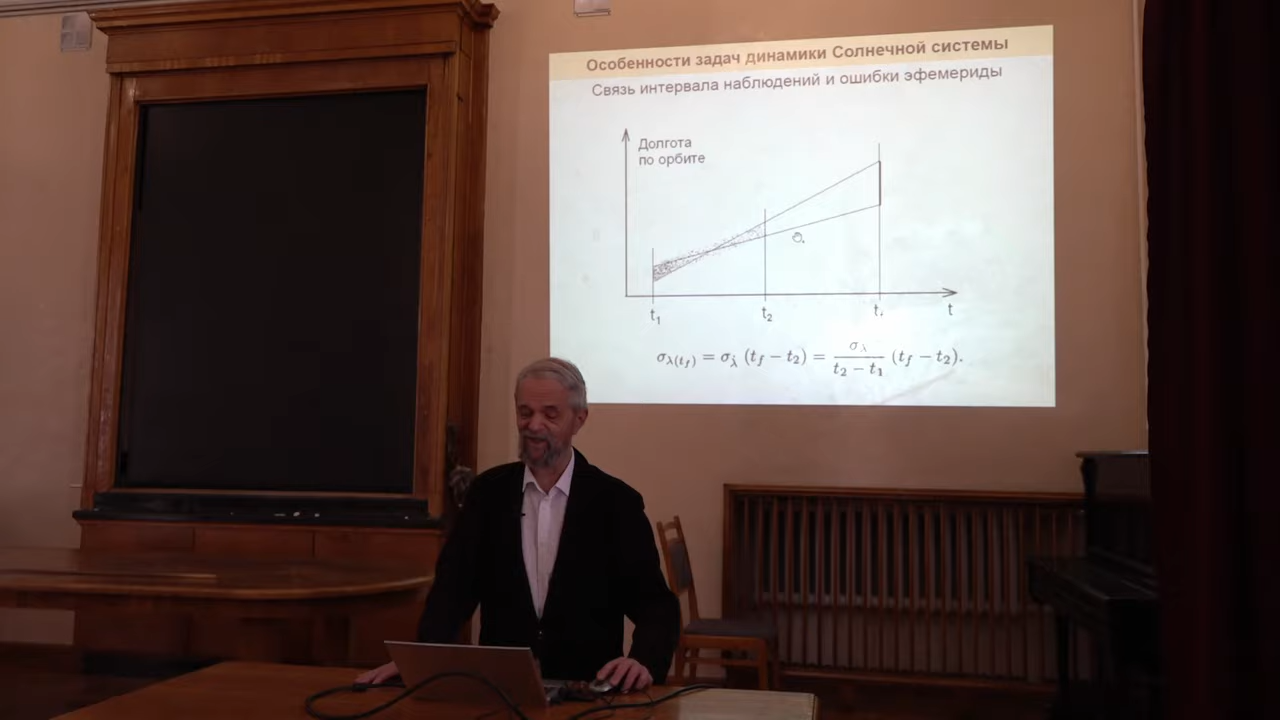 Особенности задач динамики Солнечной системы
Связь интервала наблюдений и ошибки эфемериды
Долгота
по орбите
t₁ t₂ t
σ_λ(t_f) = σ_λ̇ (t_f − t₂) = σ_λ / (t₂ − t₁) (t_f − t₂).